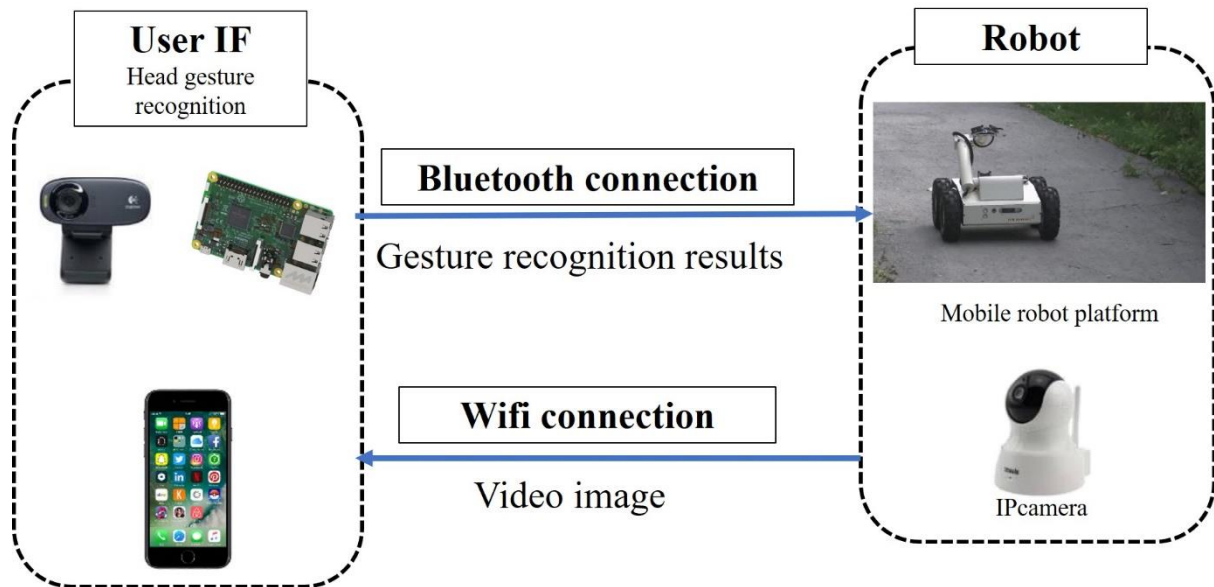 User IF
Head gesture
recognition
Robot
Bluetooth connection
Gesture recognition results
Mobile robot platform
Wifi connection
Video image
IPcamera